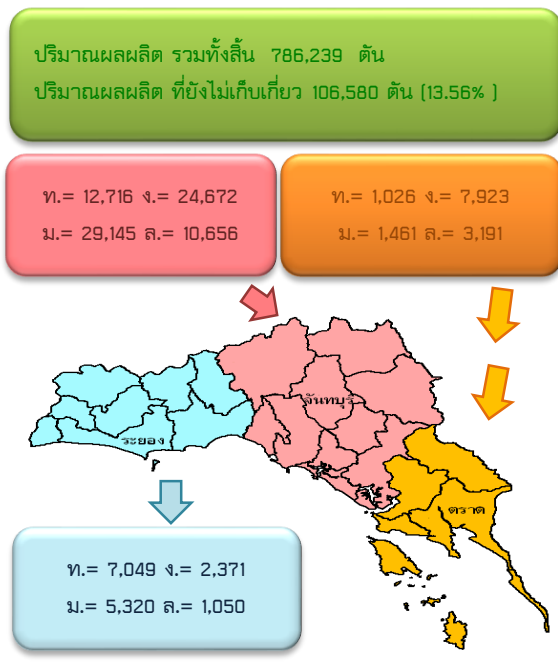 ปริมาณผลผลิต รวมทั้งสิ้น 786,239 ตัน
ปริมาณผลผลิต ที่ยังไม่เก็บเกี่ยว 106,580 ตัน (13.56% )
ท.= 12,716 ง.= 24,672
ม.= 29,145 ล.= 10,656
ท.= 1,026 ง.= 7,923
ม.= 1,461 ล.= 3,191
จันทบุรี
ระยอง
ตราด
ท.= 7,049 ง.= 2,371
ม.= 5,320 ล.= 1,050